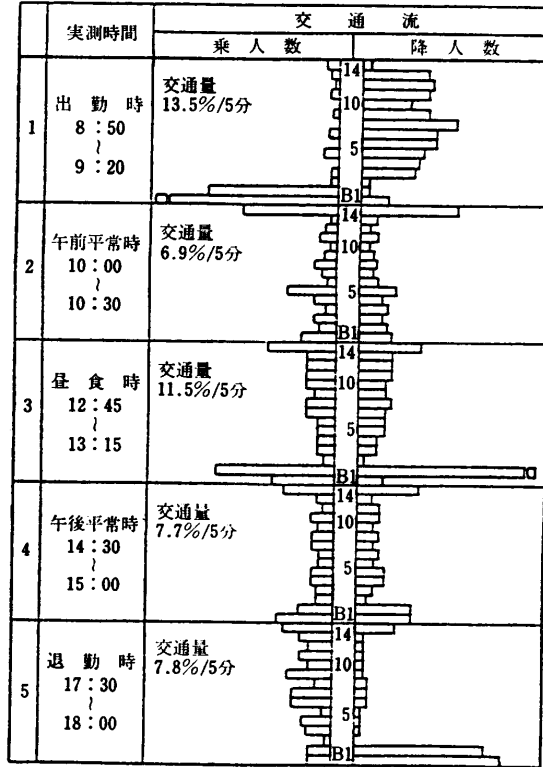 実測時間
交通流
乗人数
降人数
1
出勤時
8:50
~
9:20
交通量
13.5%/5分
14
10
5
B1
2
午前平常時
10:00
~
10:30
交通量
6.9%/5分
14
10
5
B1
3
昼食時
12:45
~
13:15
交通量
11.5%/5分
14
10
5
B1
4
午後平常時
14:30
~
15:00
交通量
7.7%/5分
14
10
5
B1
5
退勤時
17:30
~
18:00
交通量
7.8%/5分
14
10
5
B1